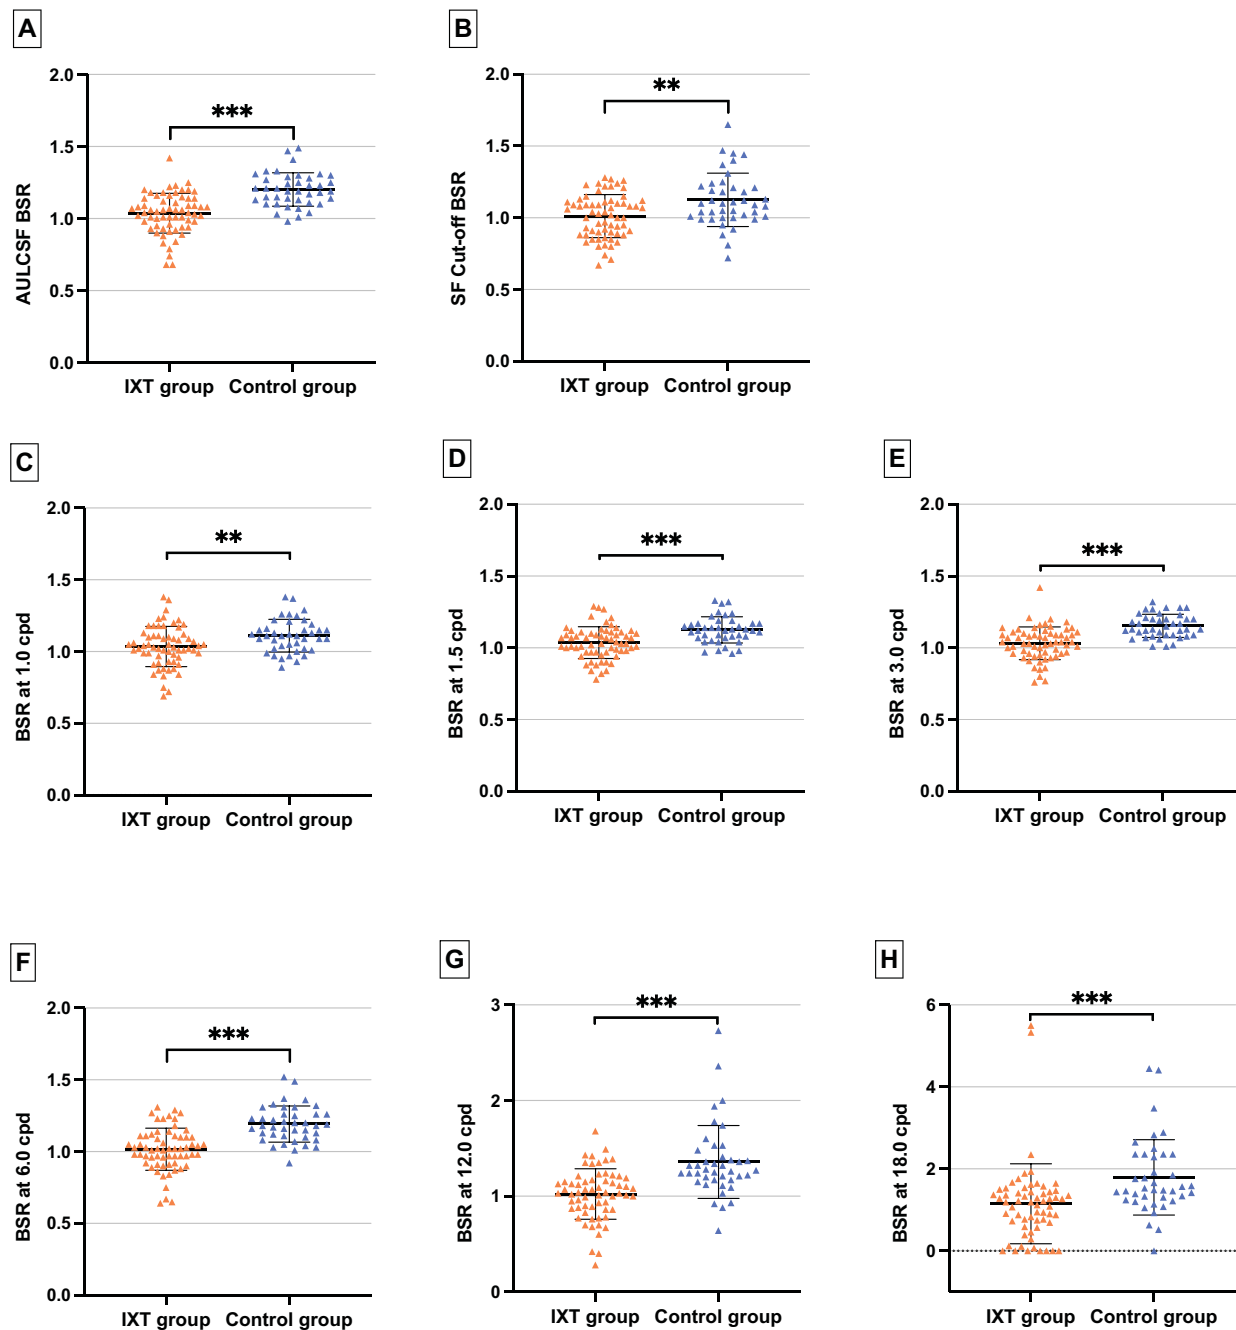 A
AULCSF BSR
2.0
1.5
1.0
0.5
0.0
***
IXT group Control group
B
SF Cut-off BSR
2.0
1.5
1.0
0.5
0.0
**
IXT group Control group
C
BSR at 1.0 cpd
2.0
1.5
1.0
0.5
0.0
**
IXT group Control group
D
BSR at 1.5 cpd
2.0
1.5
1.0
0.5
0.0
***
IXT group Control group
E
BSR at 3.0 cpd
2.0
1.5
1.0
0.5
0.0
***
IXT group Control group
F
BSR at 6.0 cpd
2.0
1.5
1.0
0.5
0.0
***
IXT group Control group
G
BSR at 12.0 cpd
3
2
1
0
***
IXT group Control group
H
BSR at 18.0 cpd
6
4
2
0
***
IXT group Control group